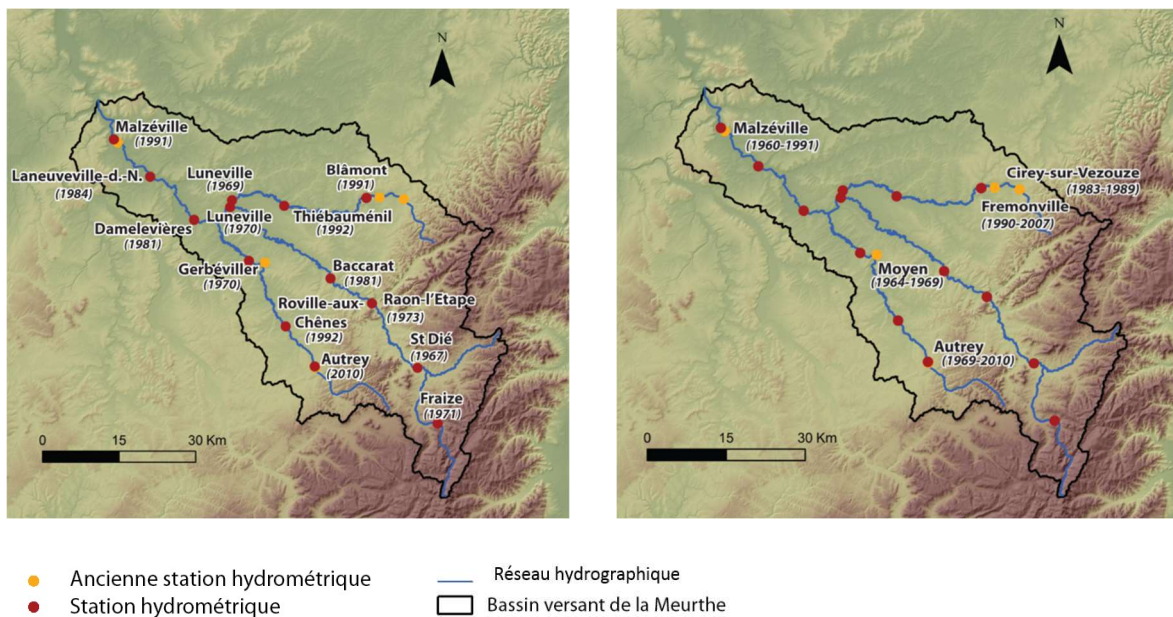 N
Malzéville
(1991)
Laneuveville-d.-N.
(1984)
Luneville
(1969)
Blâmont
(1991)
Damelevières
(1981)
Luneville
(1970)
Thiébauménil
(1992)
Gerbéviller
(1970)
Baccarat
(1981)
Roville-aux-
Chênes
(1992)
Raon-l'Etape
(1973)
St Dié
(1967)
Autrey
(2010)
Fraize
(1971)
0 15 30 Km
N
Malzéville
(1960-1991)
Cirey-sur-Vezouze
(1983-1989)
Fremonville
(1990-2007)
Moyen
(1964-1969)
Autrey
(1969-2010)
0 15 30 Km
Ancienne station hydrométrique
Station hydrométrique
Réseau hydrographique
Bassin versant de la Meurthe